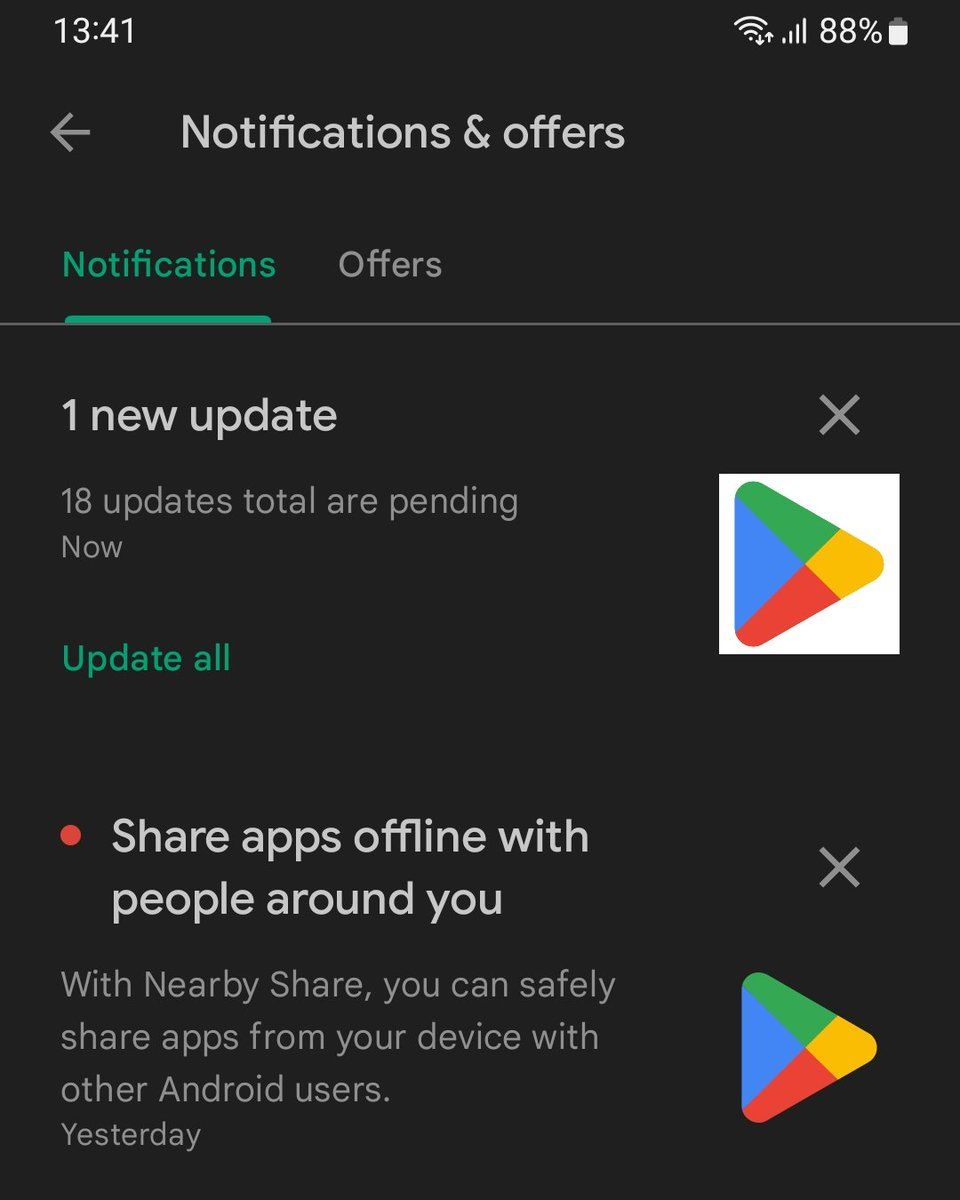 13:41
88%
Notifications & offers
Notifications
Offers
1 new update
18 updates total are pending
Now
Update all
Share apps offline with
people around you
With Nearby Share, you can safely
share apps from your device with
other Android users.
Yesterday